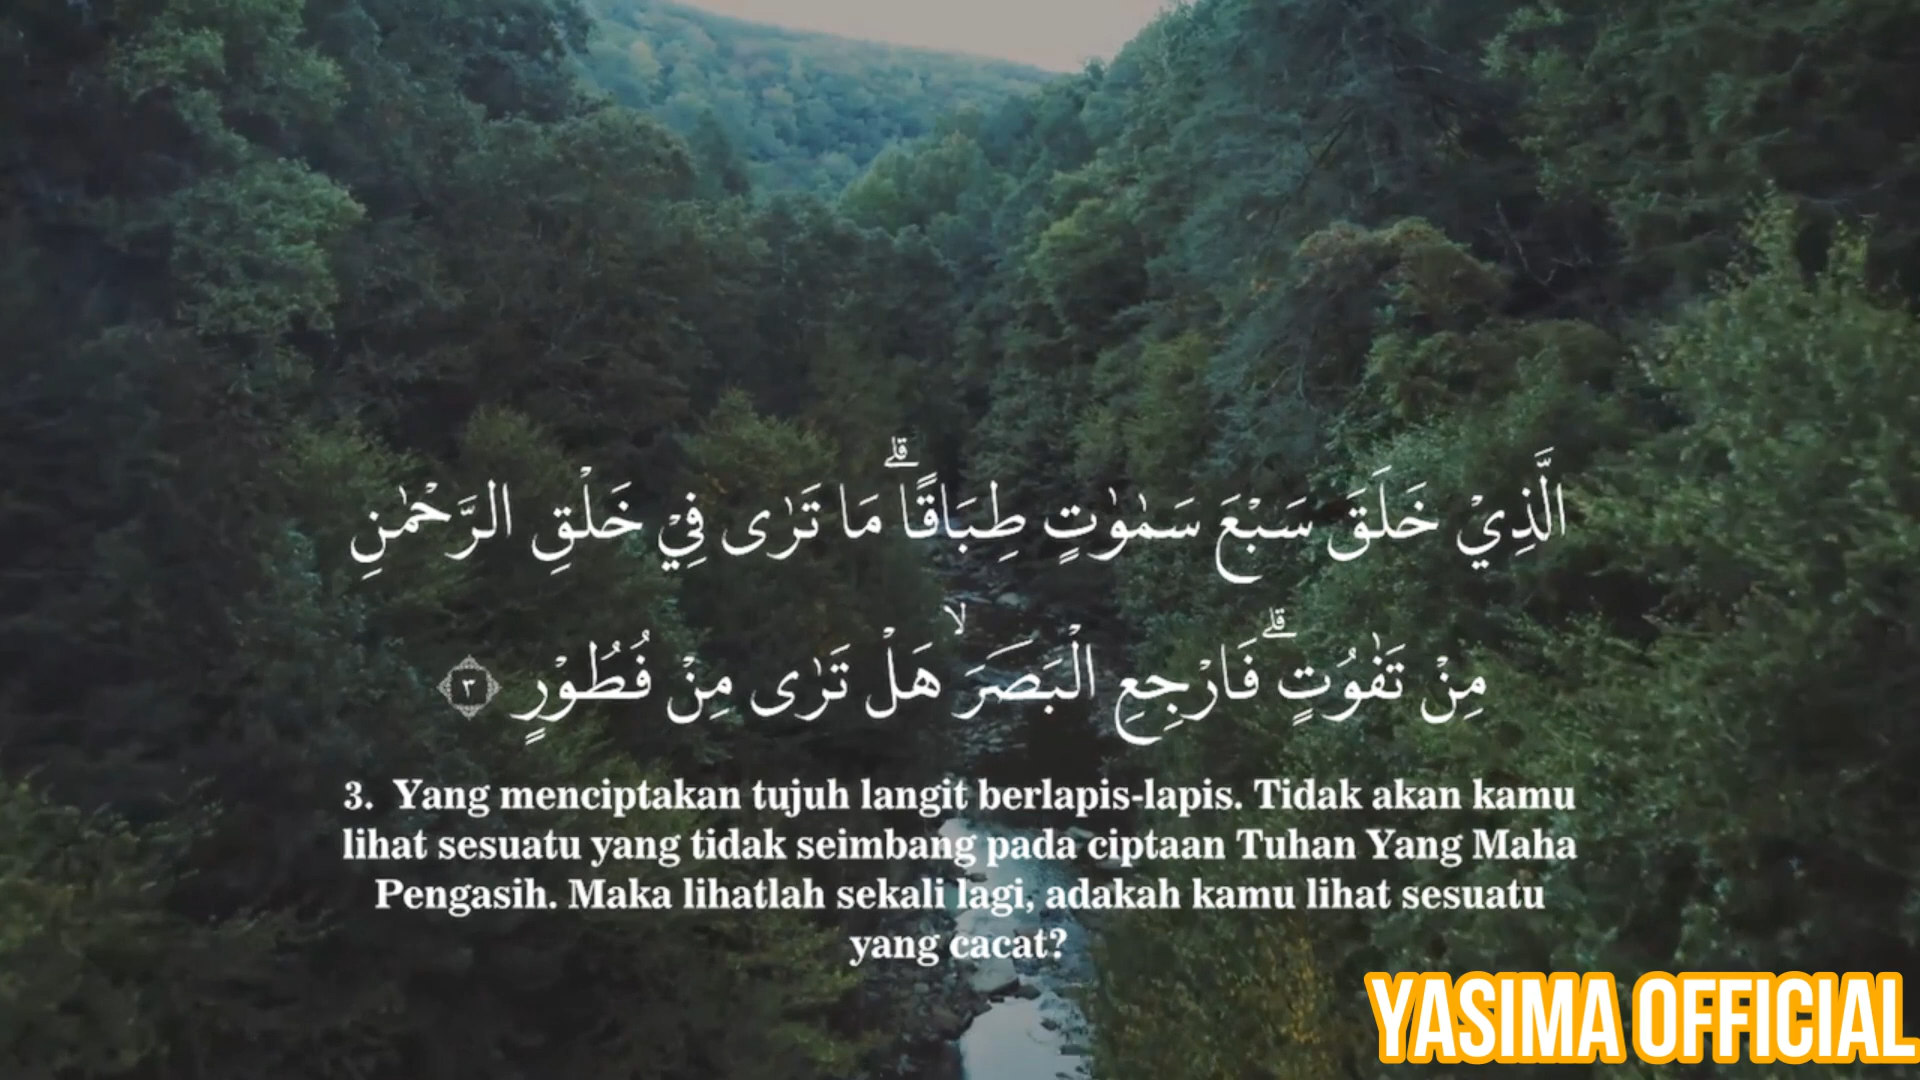 الَّذِيْ خَلَقَ سَبْعَ سَمٰوٰتٍ طِبَاقًاۗ مَا تَرٰى فِيْ خَلْقِ الرَّحْمٰنِ
مِنْ تَفٰوُتٍۗ فَارْجِعِ الْبَصَرَۙ هَلْ تَرٰى مِنْ فُطُوْرٍ ٣
3. Yang menciptakan tujuh langit berlapis-lapis. Tidak akan kamu
lihat sesuatu yang tidak seimbang pada ciptaan Tuhan Yang Maha
Pengasih. Maka lihatlah sekali lagi, adakah kamu lihat sesuatu
yang cacat?
YASIMA OFFICIAL